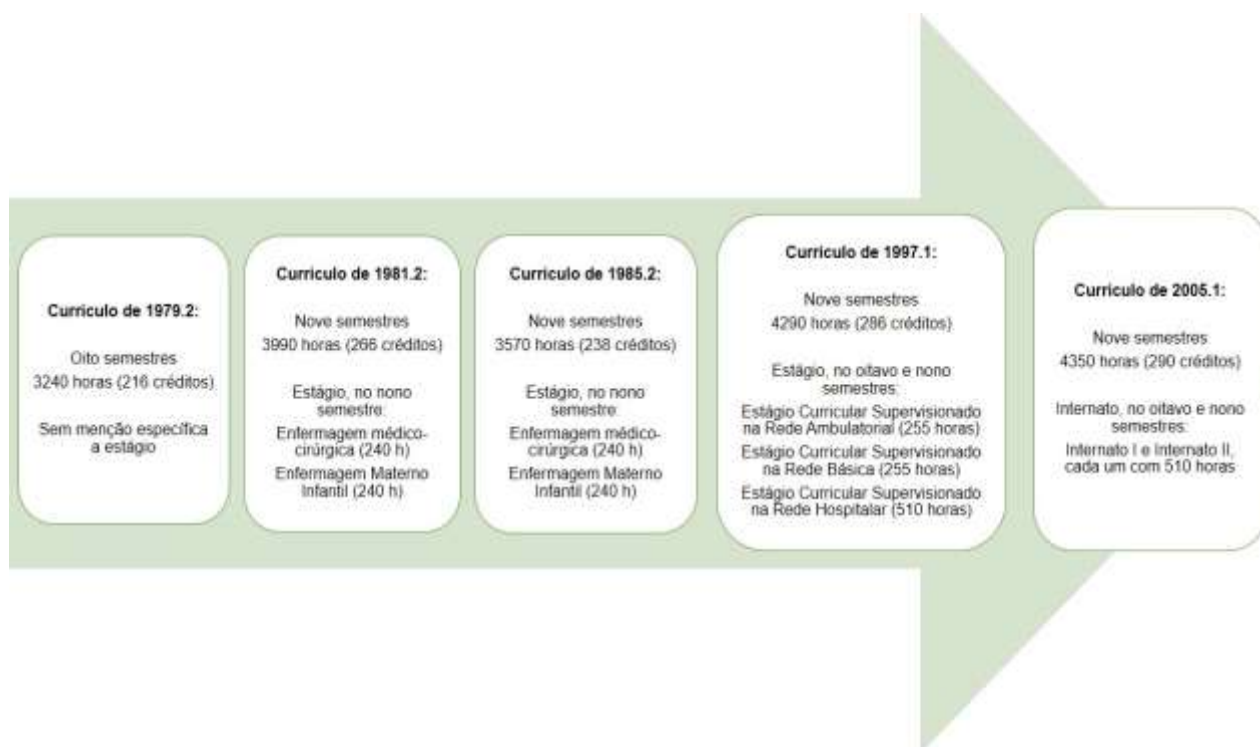 Currículo de 1979.2:
Oito semestres
3240 horas (216 créditos)
Sem menção específica
a estágio
Currículo de 1981.2:
Nove semestres
3990 horas (266 créditos)
Estágio, no nono
semestre:
Enfermagem médico-
cirúrgica (240 h)
Enfermagem Materno
Infantil (240 h)
Currículo de 1985.2:
Nove semestres
3570 horas (238 créditos)
Estágio, no nono
semestre:
Enfermagem médico-
cirúrgica (240 h)
Enfermagem Materno
Infantil (240 h)
Currículo de 1997.1:
Nove semestres
4290 horas (286 créditos)
Estágio, no oitavo e nono
semestres:
Estágio Curricular Supervisionado
na Rede Ambulatorial (255 horas)
Estágio Curricular Supervisionado
na Rede Básica (255 horas)
Estágio Curricular Supervisionado
na Rede Hospitalar (510 horas)
Currículo de 2005.1:
Nove semestres
4350 horas (290 créditos)
Internato, no oitavo e nono
semestres:
Internato I e Internato II,
cada um com 510 horas